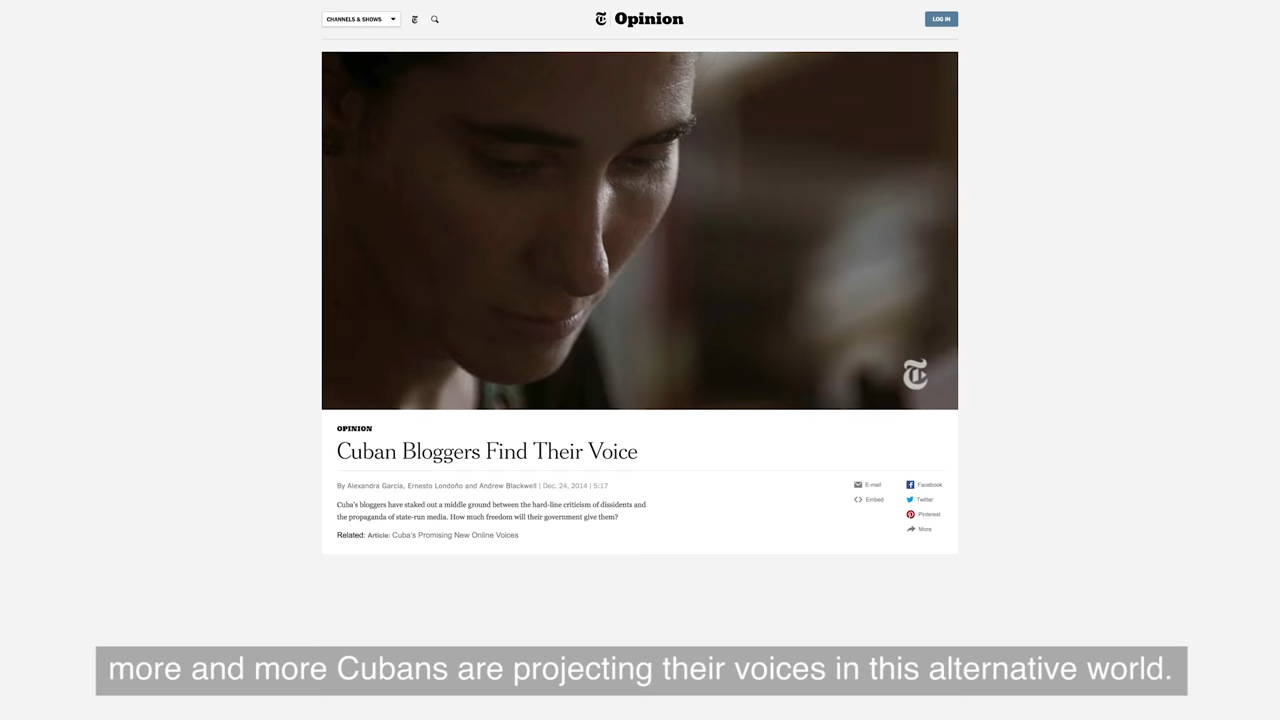 CHANNELS & SHOWS
Opinion
LOG IN
OPINION
Cuban Bloggers Find Their Voice
By Alexandra Garcia, Ernesto Londoño and Andrew Blackwell | Dec. 24, 2014 | 5:17
Cuba's bloggers have staked out a middle ground between the hard-line criticism of dissidents and
the propaganda of state-run media. How much freedom will their government give them?
Related: Article: Cuba's Promising New Online Voices
E-mail
Embed
Facebook
Twitter
Pinterest
More
more and more Cubans are projecting their voices in this alternative world.